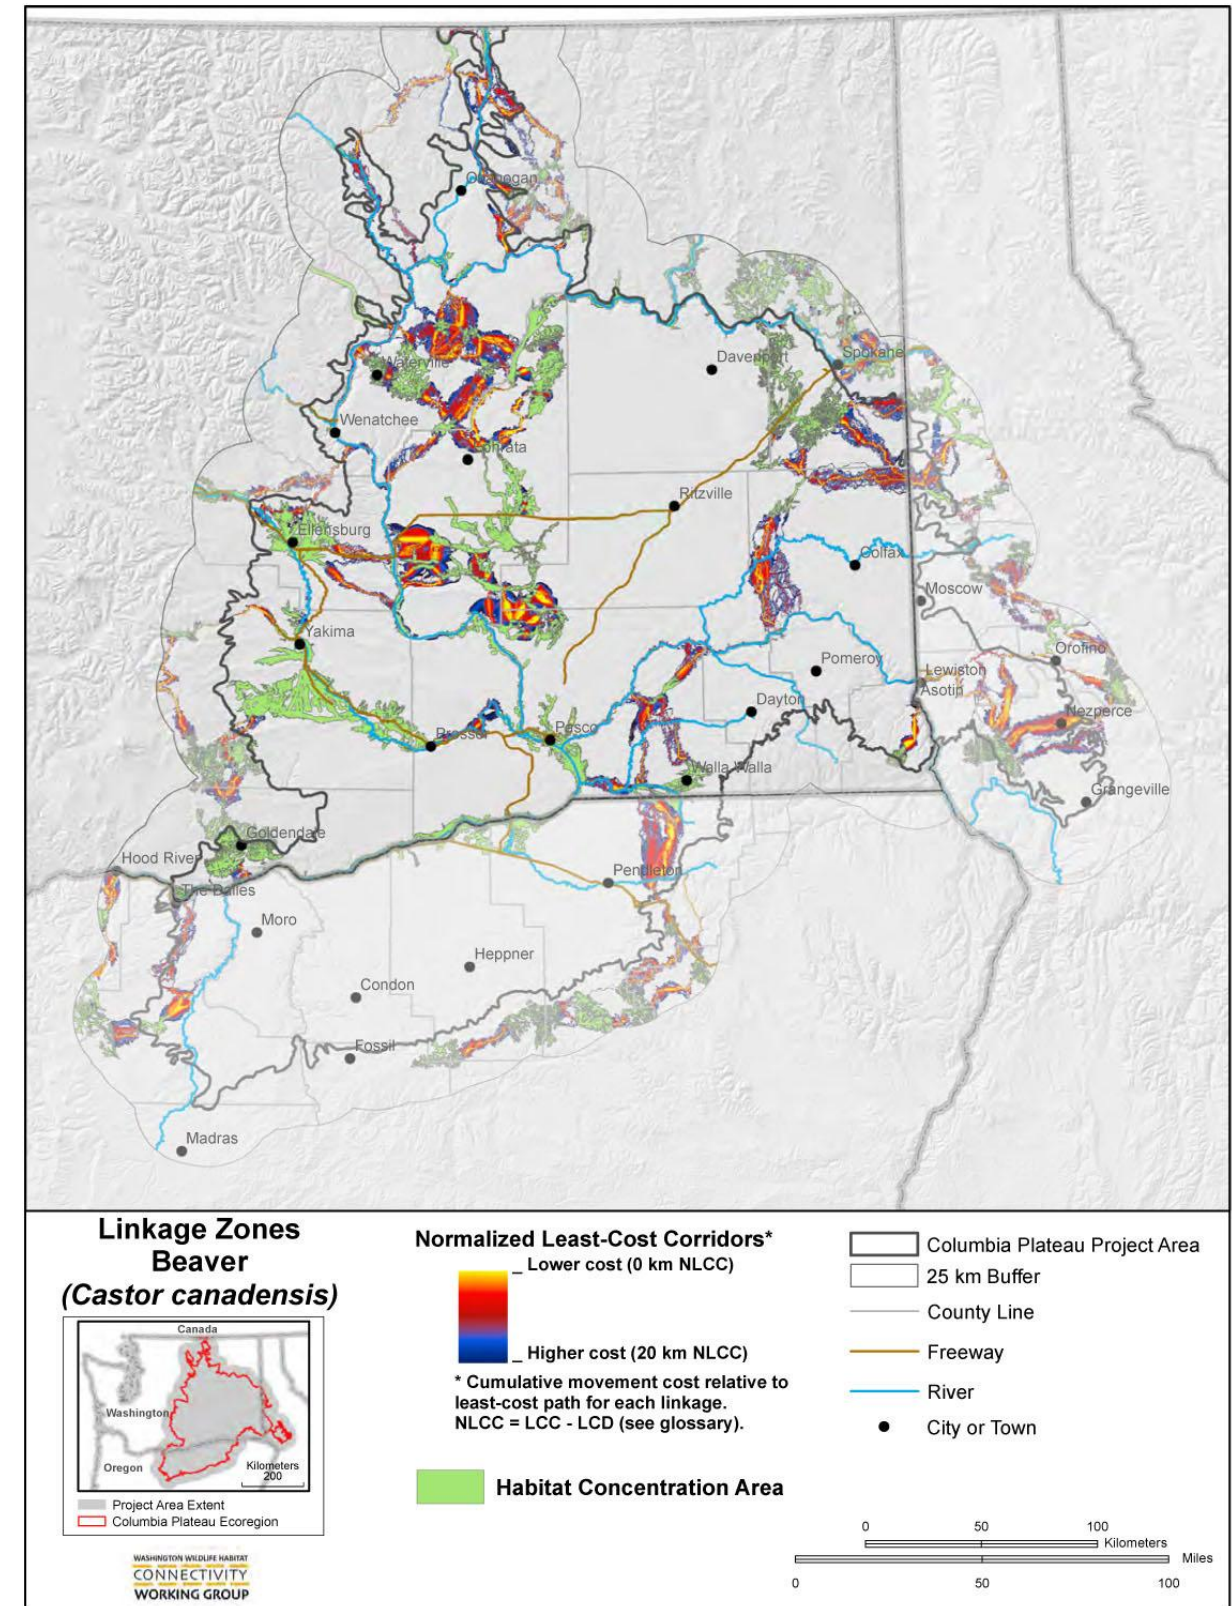 Okanogan
Davenport
Spokane
Waterville
Wenatchee
Ephrata
Ritzville
Ellensburg
Colfax
Moscow
Yakima
Orofino
Pomeroy
Lewiston
Asotin
Dayton
Nezperce
Prosser
Pasco
Walla Walla
Grangeville
Goldendale
Hood River
Pendleton
The Dalles
Moro
Heppner
Condon
Fossil
Madras
Linkage Zones
Beaver
(Castor canadensis)
Canada
Washington
Oregon
Kilometers
200
Project Area Extent
Columbia Plateau Ecoregion
WASHINGTON WILDLIFE HABITAT
CONNECTIVITY
WORKING GROUP
Normalized Least-Cost Corridors*
_ Lower cost (0 km NLCC)
_ Higher cost (20 km NLCC)
* Cumulative movement cost relative to
least-cost path for each linkage.
NLCC = LCC - LCD (see glossary).
Habitat Concentration Area
Columbia Plateau Project Area
25 km Buffer
County Line
Freeway
River
City or Town
0 50 100
Kilometers
Miles
0 50 100